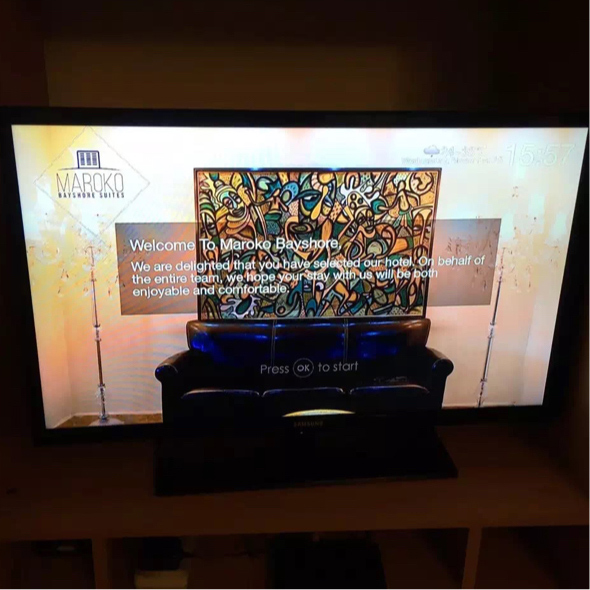 MAROKO
BAYSHORE SUITES
15:57
Welcome To Maroko Bayshore,
We are delighted that you have selected our hotel. On behalf of
the entire team, we hope your stay with us will be both
enjoyable and comfortable.
Press OK to start
SAMSUNG